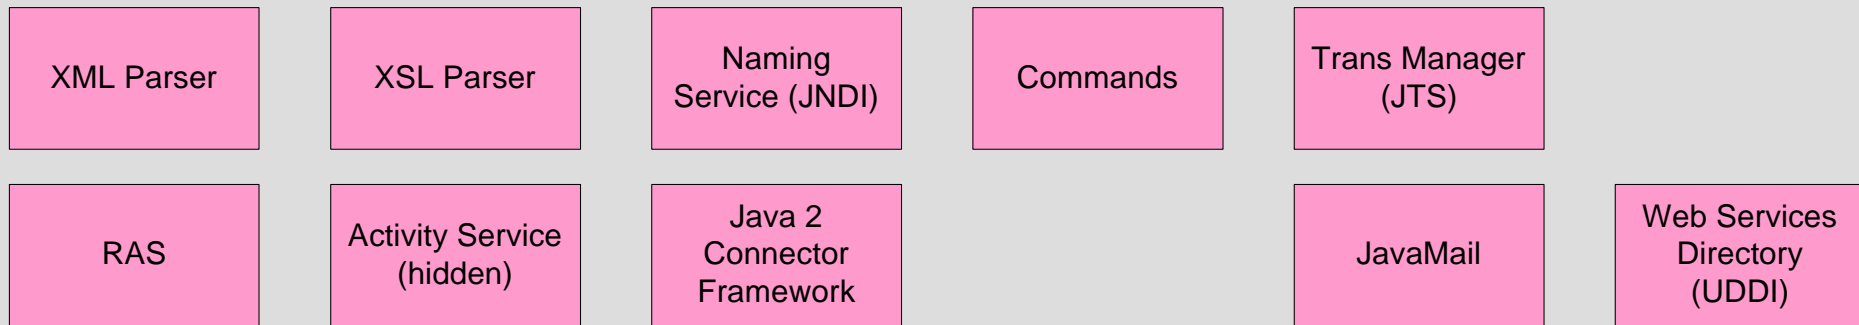 XML Parser
XSL Parser
Naming
Service (JNDI)
Commands
Trans Manager
(JTS)
RAS
Activity Service
(hidden)
Java 2
Connector
Framework
JavaMail
Web Services
Directory
(UDDI)